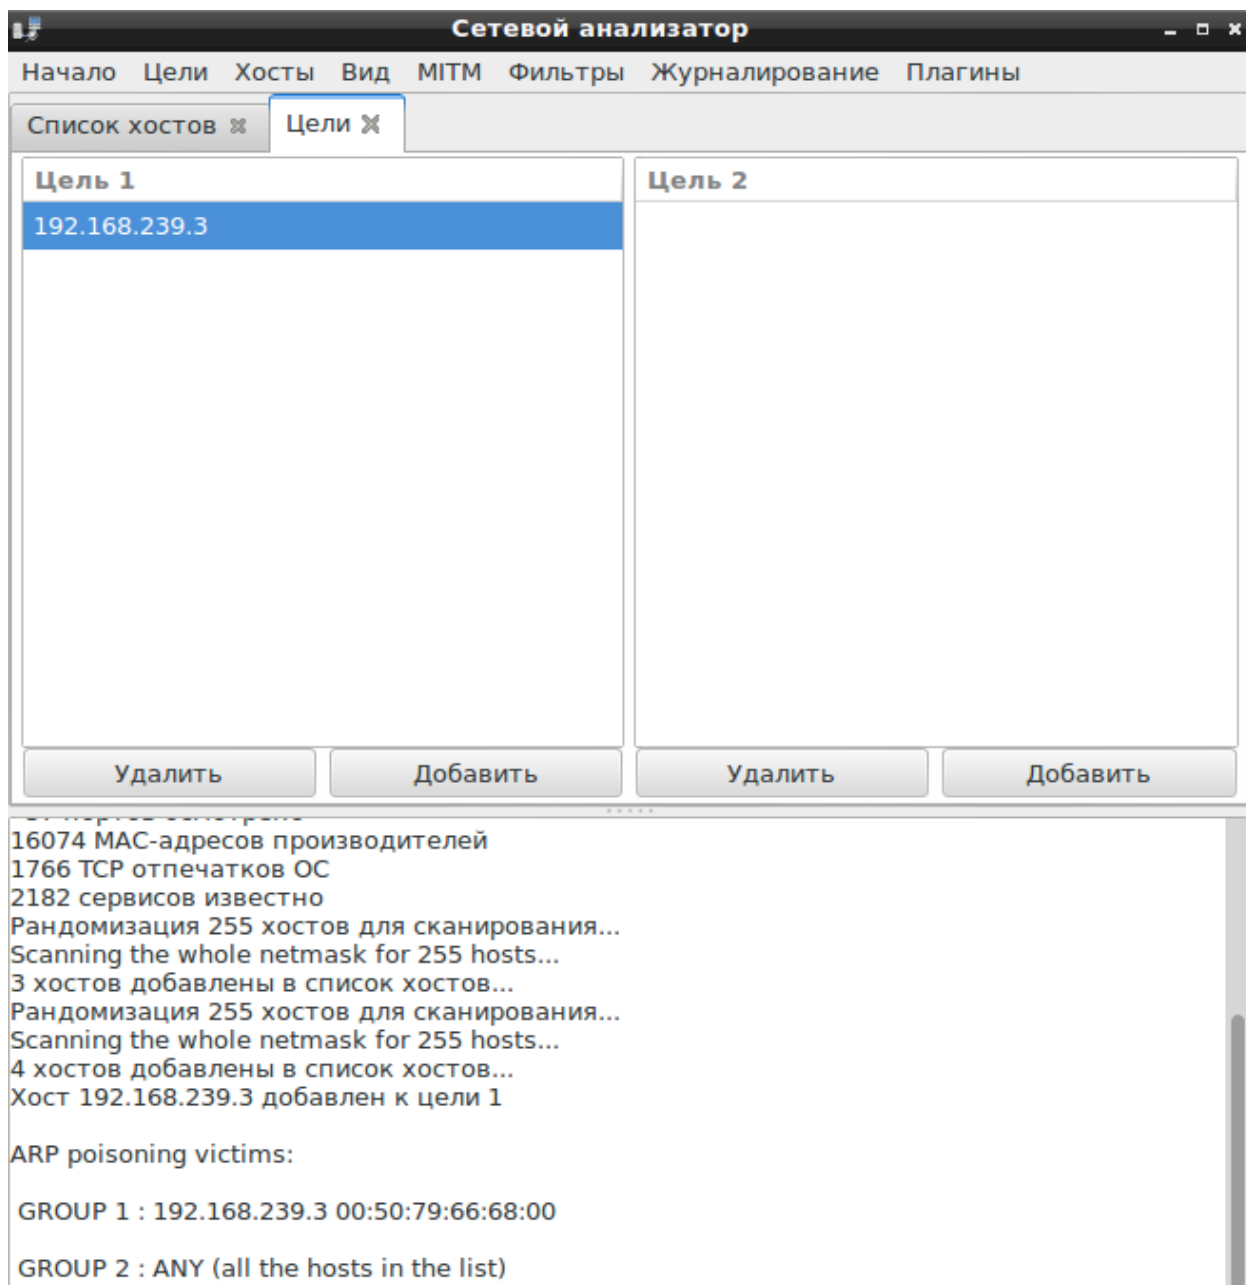 Сетевой анализатор
Начало Цели Хосты Вид MITM Фильтры Журналирование Плагины
Список хостов Цели
Цель 1 Цель 2
192.168.239.3
Удалить Добавить Удалить Добавить
16074 MAC-адресов производителей
1766 TCP отпечатков ОС
2182 сервисов известно
Рандомизация 255 хостов для сканирования...
Scanning the whole netmask for 255 hosts...
3 хостов добавлены в список хостов...
Рандомизация 255 хостов для сканирования...
Scanning the whole netmask for 255 hosts...
4 хостов добавлены в список хостов...
Хост 192.168.239.3 добавлен к цели 1
ARP poisoning victims:
GROUP 1 : 192.168.239.3 00:50:79:66:68:00
GROUP 2 : ANY (all the hosts in the list)